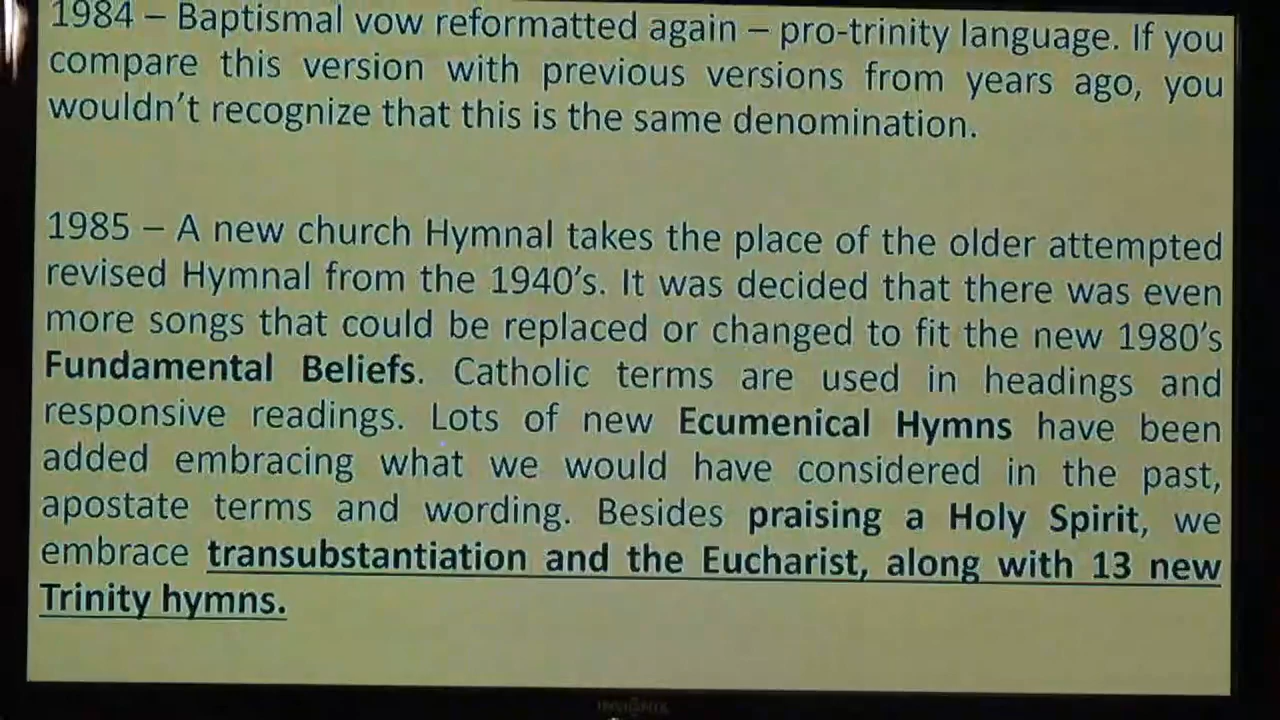 1984 – Baptismal vow reformatted again – pro-trinity language. If you
compare this version with previous versions from years ago, you
wouldn't recognize that this is the same denomination.
1985 – A new church Hymnal takes the place of the older attempted
revised Hymnal from the 1940's. It was decided that there was even
more songs that could be replaced or changed to fit the new 1980's
Fundamental Beliefs. Catholic terms are used in headings and
responsive readings. Lots of new Ecumenical Hymns have been
added embracing what we would have considered in the past,
apostate terms and wording. Besides praising a Holy Spirit, we
embrace transubstantiation and the Eucharist, along with 13 new
Trinity hymns.
INSIGNIA